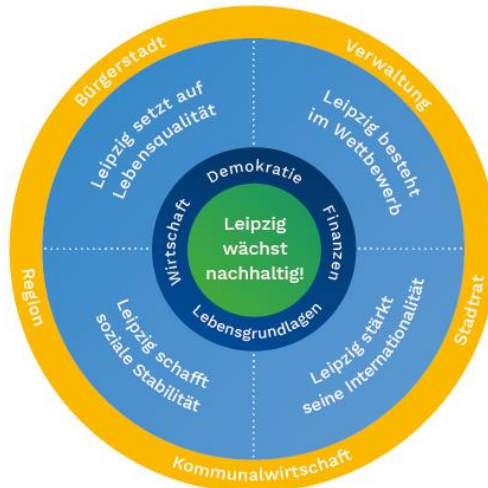 Bürgerstadt
Verwaltung
Leipzig setzt auf
Lebensqualität
Leipzig besteht
im Wettbewerb
Demokratie
Wirtschaft
Finanzen
Leipzig
wächst
nachhaltig!
Lebensgrundlagen
Region
Stadtrat
Leipzig schafft
soziale Stabilität
Leipzig stärkt
seine Internationalität
Kommunalwirtschaft